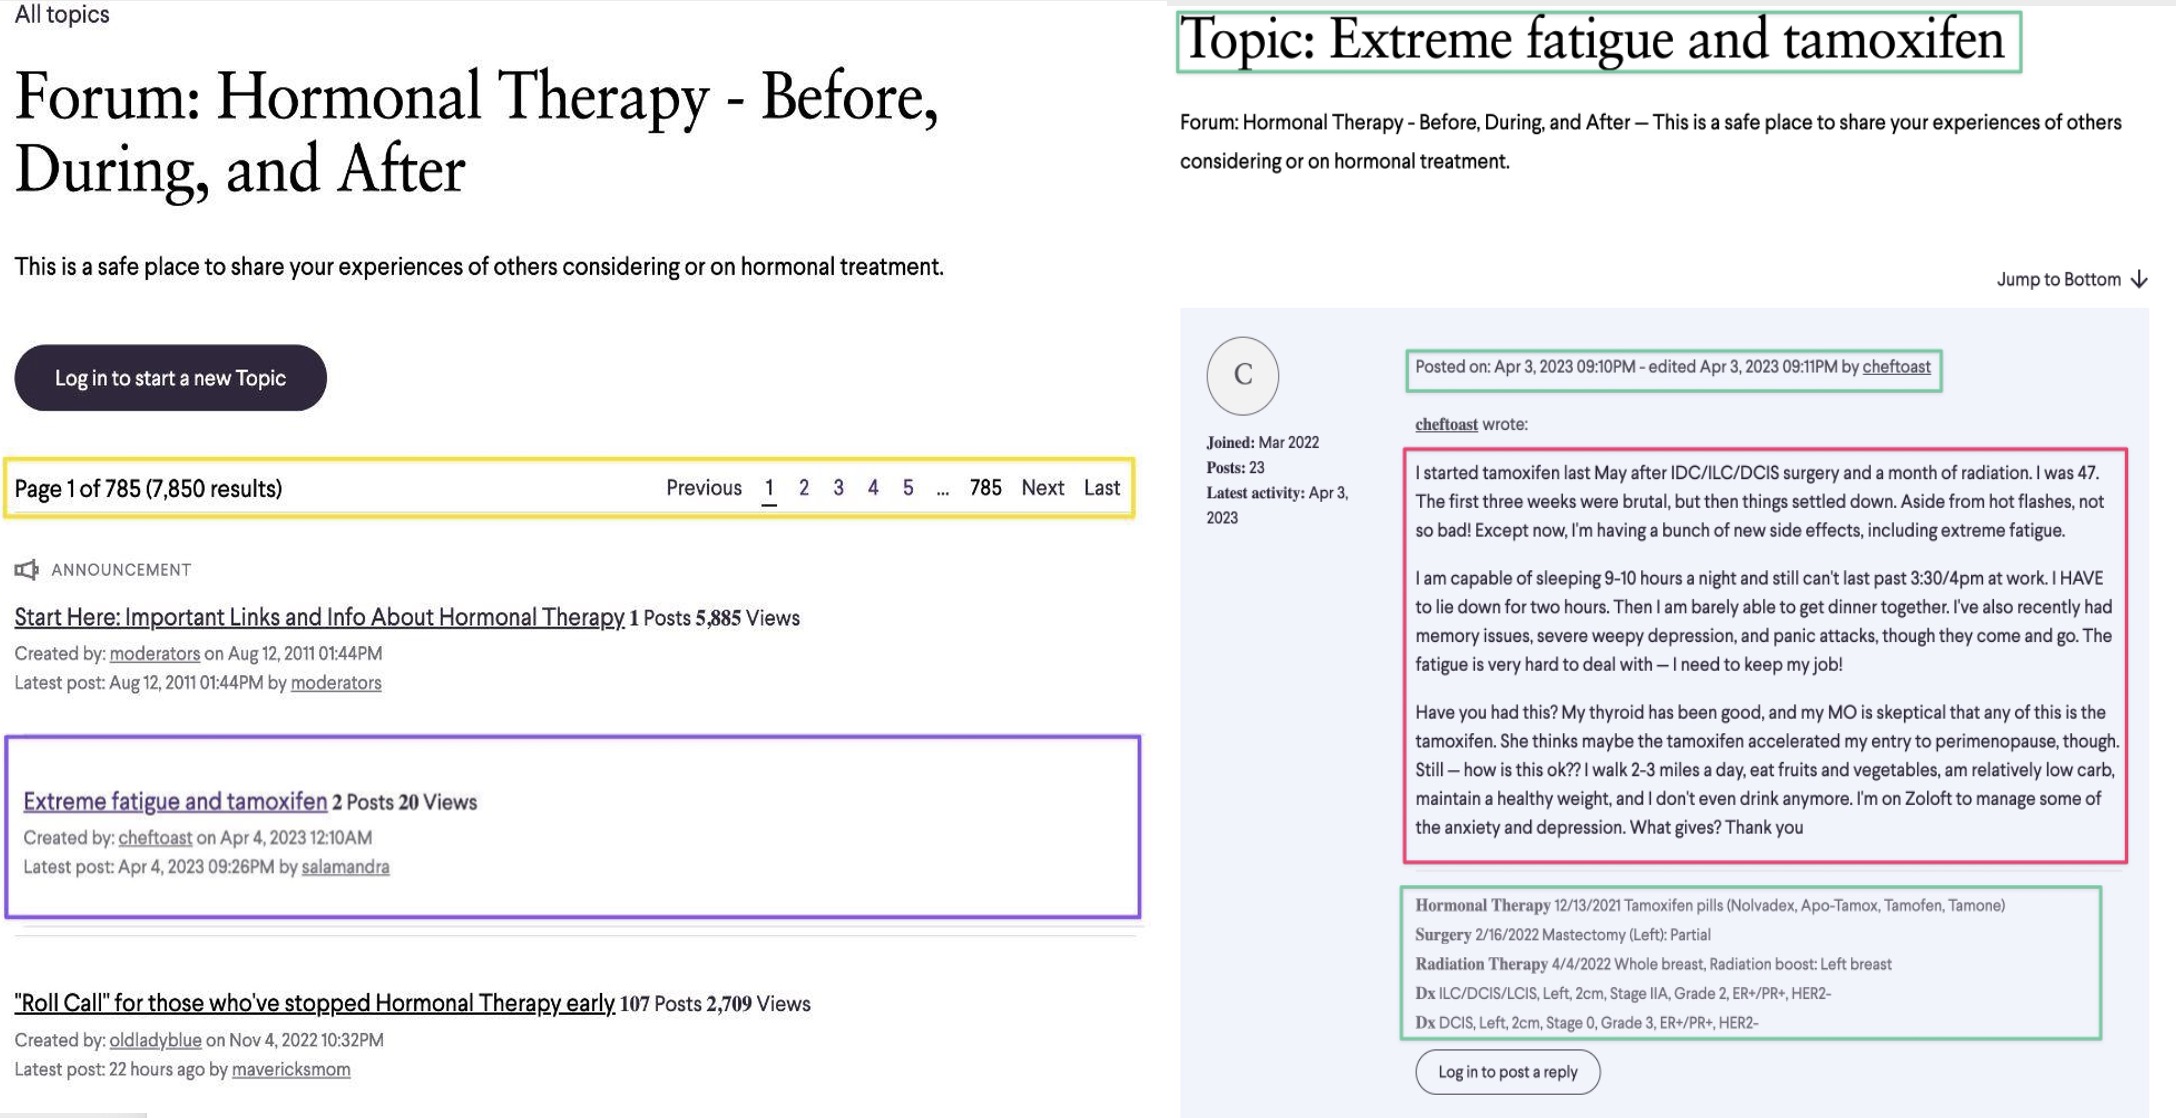 All topics
Forum: Hormonal Therapy - Before,
During, and After
This is a safe place to share your experiences of others considering or on hormonal treatment.
Log in to start a new Topic
Page 1 of 785 (7,850 results) Previous 1 2 3 4 5 ... 785 Next Last
ANNOUNCEMENT
Start Here: Important Links and Info About Hormonal Therapy 1 Posts 5,885 Views
Created by: moderators on Aug 12, 2011 01:44PM
Latest post: Aug 12, 2011 01:44PM by moderators
Extreme fatigue and tamoxifen 2 Posts 20 Views
Created by: cheftoast on Apr 4, 2023 12:10AM
Latest post: Apr 4, 2023 09:26PM by salamandra
"Roll Call" for those who've stopped Hormonal Therapy early 107 Posts 2,709 Views
Created by: oldladyblue on Nov 4, 2022 10:32PM
Latest post: 22 hours ago by mavericksmom
Topic: Extreme fatigue and tamoxifen
Forum: Hormonal Therapy - Before, During, and After — This is a safe place to share your experiences of others
considering or on hormonal treatment.
Jump to Bottom ↓
C
Joined: Mar 2022
Posts: 23
Latest activity: Apr 3,
2023
Posted on: Apr 3, 2023 09:10PM - edited Apr 3, 2023 09:11PM by cheftoast
cheftoast wrote:
I started tamoxifen last May after IDC/ILC/DCIS surgery and a month of radiation. I was 47.
The first three weeks were brutal, but then things settled down. Aside from hot flashes, not
so bad! Except now, I'm having a bunch of new side effects, including extreme fatigue.
I am capable of sleeping 9-10 hours a night and still can't last past 3:30/4pm at work. I HAVE
to lie down for two hours. Then I am barely able to get dinner together. I've also recently had
memory issues, severe weepy depression, and panic attacks, though they come and go. The
fatigue is very hard to deal with — I need to keep my job!
Have you had this? My thyroid has been good, and my MO is skeptical that any of this is the
tamoxifen. She thinks maybe the tamoxifen accelerated my entry to perimenopause, though.
Still — how is this ok?? I walk 2-3 miles a day, eat fruits and vegetables, am relatively low carb,
maintain a healthy weight, and I don't even drink anymore. I'm on Zoloft to manage some of
the anxiety and depression. What gives? Thank you
Hormonal Therapy 12/13/2021 Tamoxifen pills (Nolvadex, Apo-Tamox, Tamofen, Tamone)
Surgery 2/16/2022 Mastectomy (Left): Partial
Radiation Therapy 4/4/2022 Whole breast, Radiation boost: Left breast
Dx ILC/DCIS/LCIS, Left, 2cm, Stage IIA, Grade 2, ER+/PR+, HER2-
Dx DCIS, Left, 2cm, Stage 0, Grade 3, ER+/PR+, HER2-
Log in to post a reply